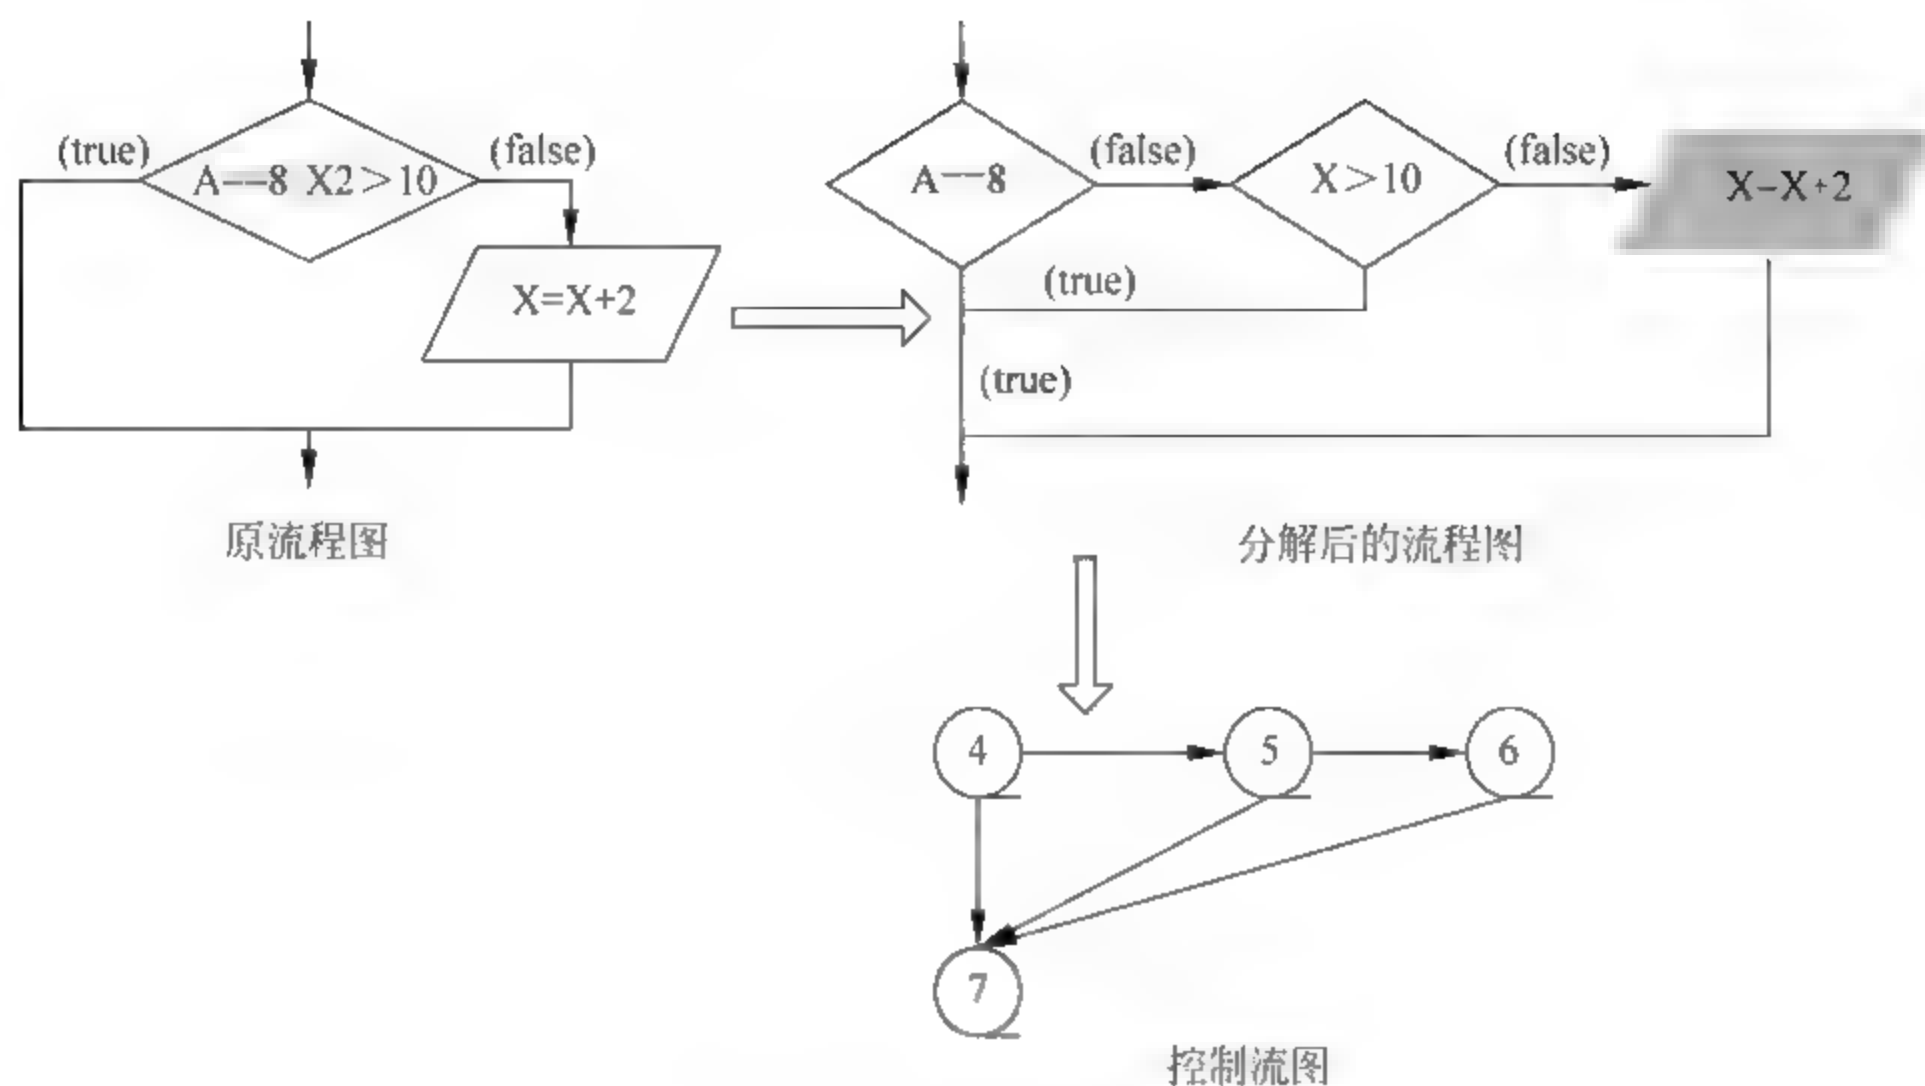 (true)
A—8 X2>10
(false)
X=X+2
原流程图
A—8
(false)
X>10
(false)
X-X+2
(true)
(true)
分解后的流程图
4
5
6
7
控制流图